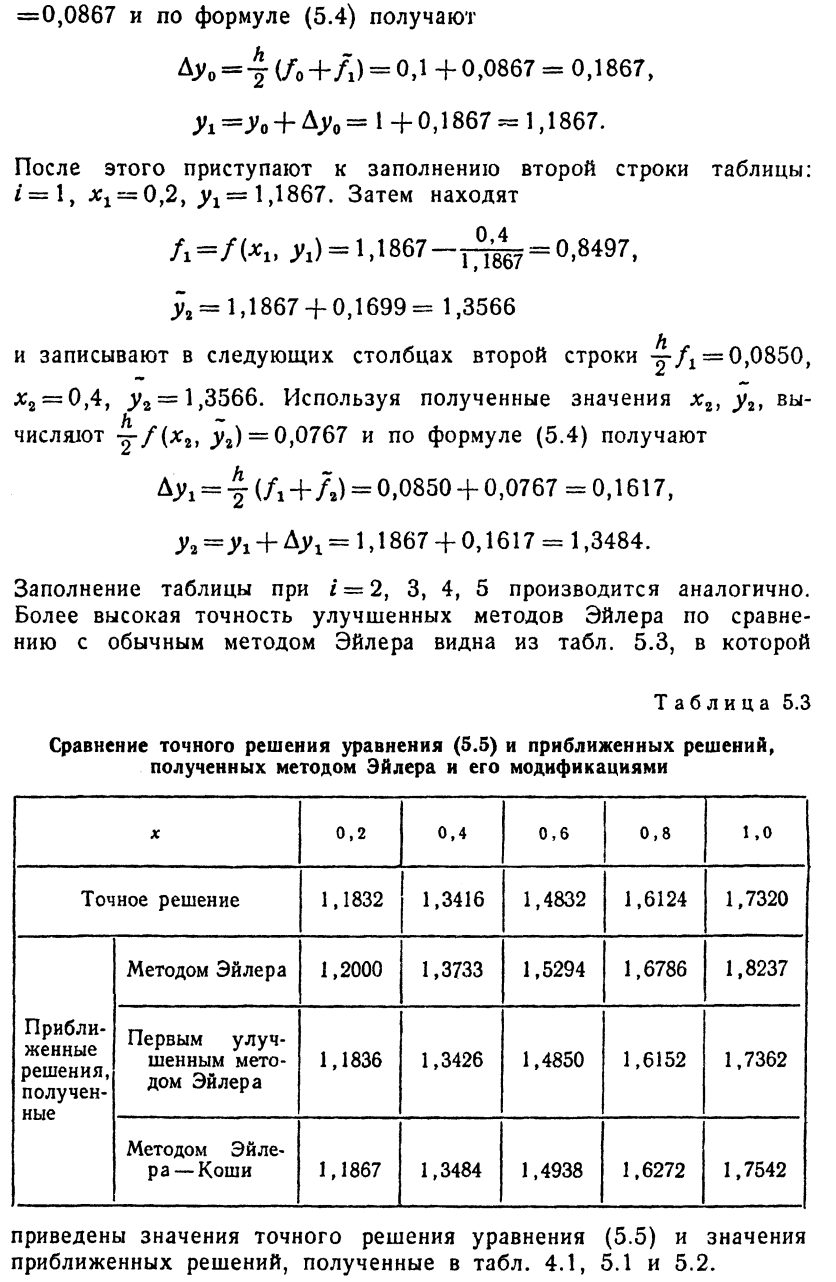 =0,0867 и по формуле (5.4) получают
Δy₀ = h/2 (f₀ + f̃₁) = 0,1 + 0,0867 = 0,1867,
y₁ = y₀ + Δy₀ = 1 + 0,1867 = 1,1867.
После этого приступают к заполнению второй строки таблицы:
i = 1, x₁ = 0,2, y₁ = 1,1867. Затем находят
f₁ = f (x₁, y₁) = 1,1867 — 0,4/1,1867 = 0,8497,
ỹ₂ = 1,1867 + 0,1699 = 1,3566
и записывают в следующих столбцах второй строки h/2 f₁ = 0,0850,
x₂ = 0,4, ỹ₂ = 1,3566. Используя полученные значения x₂, ỹ₂, вы-
числяют h/2 f (x₂, ỹ₂) = 0,0767 и по формуле (5.4) получают
Δy₁ = h/2 (f₁ + f̃₂) = 0,0850 + 0,0767 = 0,1617,
y₂ = y₁ + Δy₁ = 1,1867 + 0,1617 = 1,3484.
Заполнение таблицы при i = 2, 3, 4, 5 производится аналогично.
Более высокая точность улучшенных методов Эйлера по сравне-
нию с обычным методом Эйлера видна из табл. 5.3, в которой
Таблица 5.3
Сравнение точного решения уравнения (5.5) и приближенных решений,
полученных методом Эйлера и его модификациями
x 0,2 0,4 0,6 0,8 1,0
Точное решение 1,1832 1,3416 1,4832 1,6124 1,7320
Прибли-
женные
решения,
получен-
ные
Методом Эйлера 1,2000 1,3733 1,5294 1,6786 1,8237
Первым улуч-
шенным мето-
дом Эйлера
1,1836 1,3426 1,4850 1,6152 1,7362
Методом Эйле-
ра — Коши
1,1867 1,3484 1,4938 1,6272 1,7542
приведены значения точного решения уравнения (5.5) и значения
приближенных решений, полученные в табл. 4.1, 5.1 и 5.2.